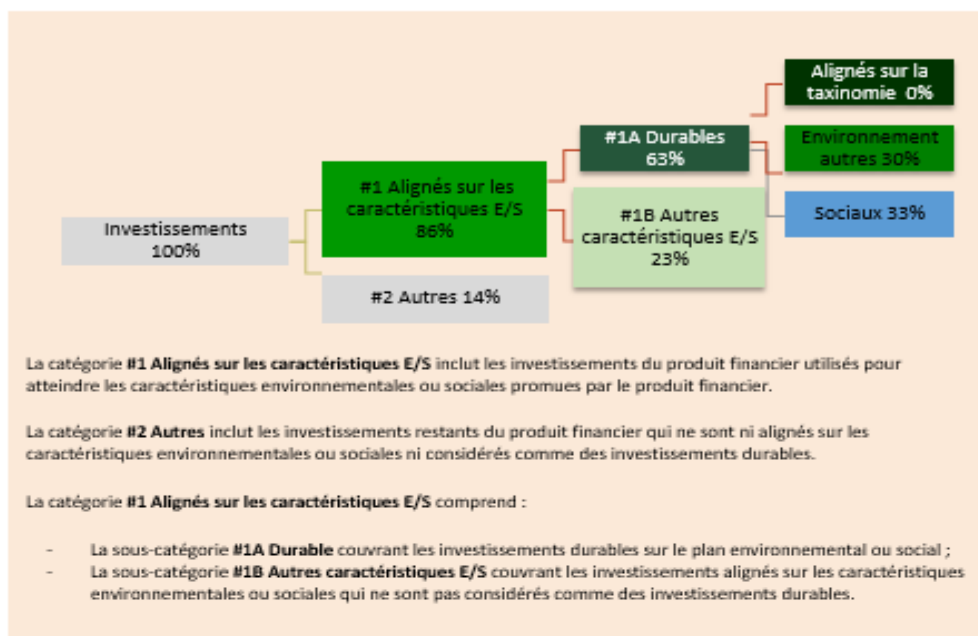 Alignés sur la
taxinomie 0%
#1A Durables
63%
Environnement
autres 30%
#1 Alignés sur les
caractéristiques E/S
86%
#1B Autres
caractéristiques E/S
23%
Sociaux 33%
Investissements
100%
#2 Autres 14%
La catégorie #1 Alignés sur les caractéristiques E/S inclut les investissements du produit financier utilisés pour
atteindre les caractéristiques environnementales ou sociales promues par le produit financier.
La catégorie #2 Autres inclut les investissements restants du produit financier qui ne sont ni alignés sur les
caractéristiques environnementales ou sociales ni considérés comme des investissements durables.
La catégorie #1 Alignés sur les caractéristiques E/S comprend :
- La sous-catégorie #1A Durable couvrant les investissements durables sur le plan environnemental ou social ;
- La sous-catégorie #1B Autres caractéristiques E/S couvrant les investissements alignés sur les caractéristiques
environnementales ou sociales qui ne sont pas considérés comme des investissements durables.